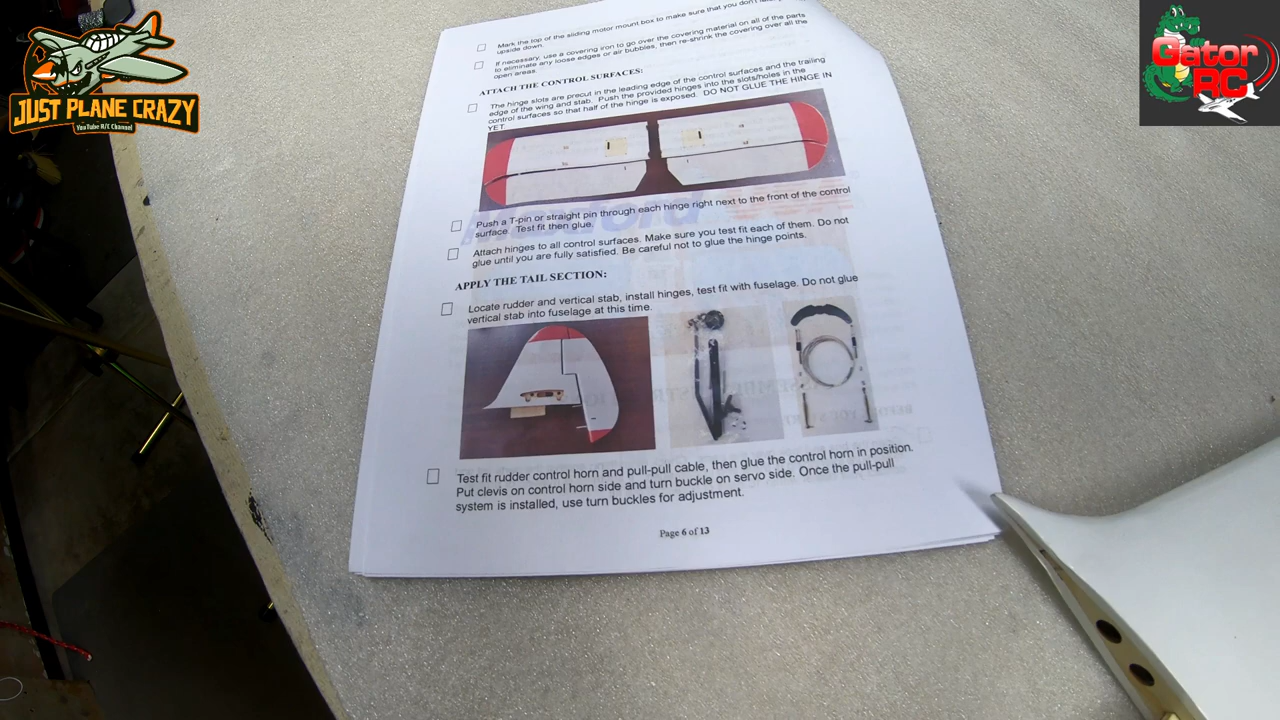 JUST PLANE CRAZY
YouTube R/C Channel
Gator
RC
Mark the top of the sliding motor mount box to make sure that you don't
upside down.
If necessary, use a covering iron to go over the covering material on all of the parts
to eliminate any loose edges or air bubbles, then re-shrink the covering over all the
open areas.
ATTACH THE CONTROL SURFACES:
The hinge slots are precut in the leading edge of the control surfaces and the trailing
edge of the wing and stab. Push the provided hinges into the slots/holes in the
control surfaces so that half of the hinge is exposed. DO NOT GLUE THE HINGE IN
YET.
Push a T-pin or straight pin through each hinge right next to the front of the control
surface. Test fit then glue.
Attach hinges to all control surfaces. Make sure you test fit each of them. Do not
glue until you are fully satisfied. Be careful not to glue the hinge points.
APPLY THE TAIL SECTION:
Locate rudder and vertical stab, install hinges, test fit with fuselage. Do not glue
vertical stab into fuselage at this time.
Test fit rudder control horn and pull-pull cable, then glue the control horn in position.
Put clevis on control horn side and turn buckle on servo side. Once the pull-pull
system is installed, use turn buckles for adjustment.
Page 6 of 13